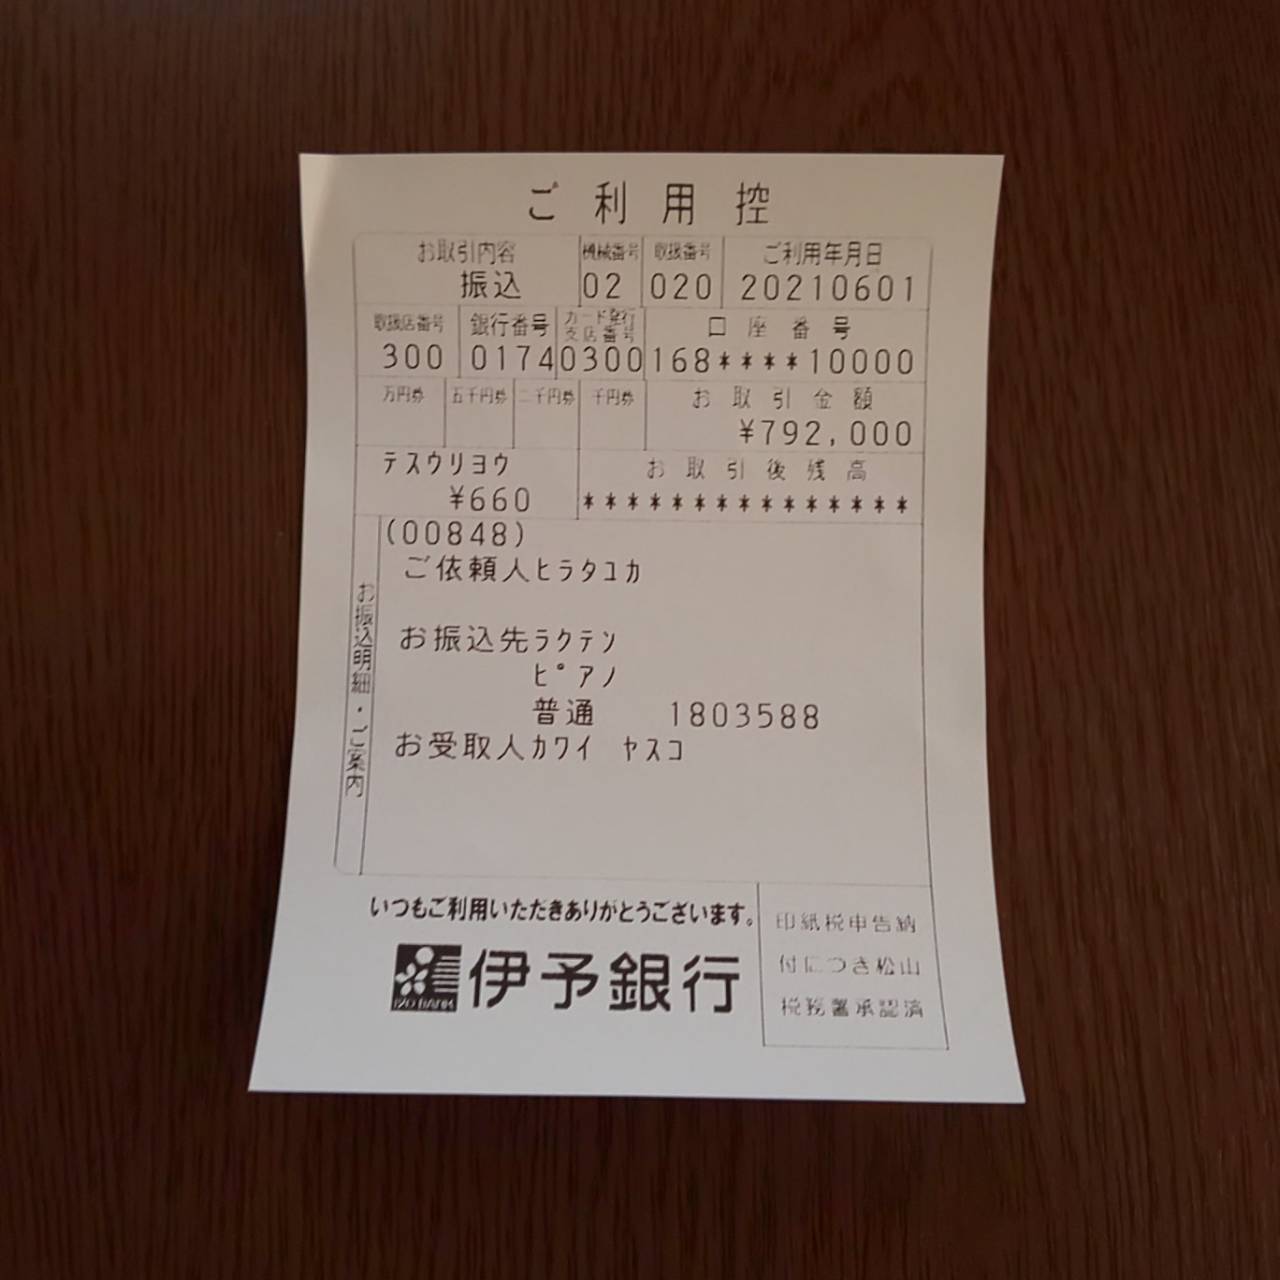 ご利用控
お取引内容 機械番号 取扱番号 ご利用年月日
振込 02 020 20210601
取扱店番号 銀行番号 カード発行支店番号 口座番号
300 0174 0300 168****10000
万円券 五千円券 二千円券 千円券 お取引金額
¥792,000
テスウリヨウ お取引後残高
¥660 ***************
(00848)
ご依頼人ヒラタユカ
お振込先ラクテン
ピアノ
普通 1803588
お受取人カワイ ヤスコ
お振込明細・ご案内
いつもご利用いただきありがとうございます。
印紙税申告納
付につき松山
税務署承認済
IYO BANK
伊予銀行